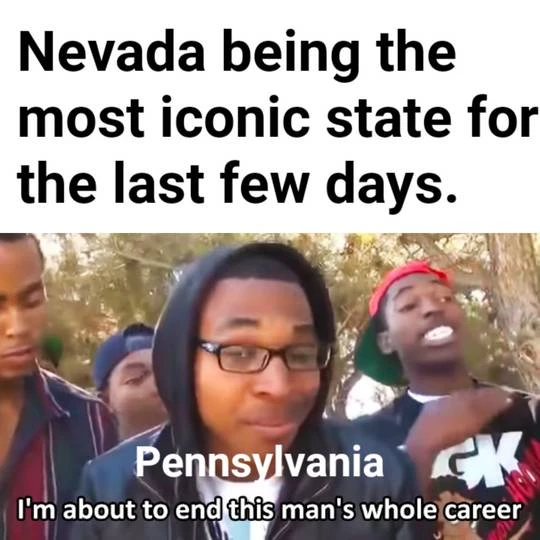 Nevada being the
most iconic state for
the last few days.
GK
Pennsylvania
I'm about to end this man's whole career